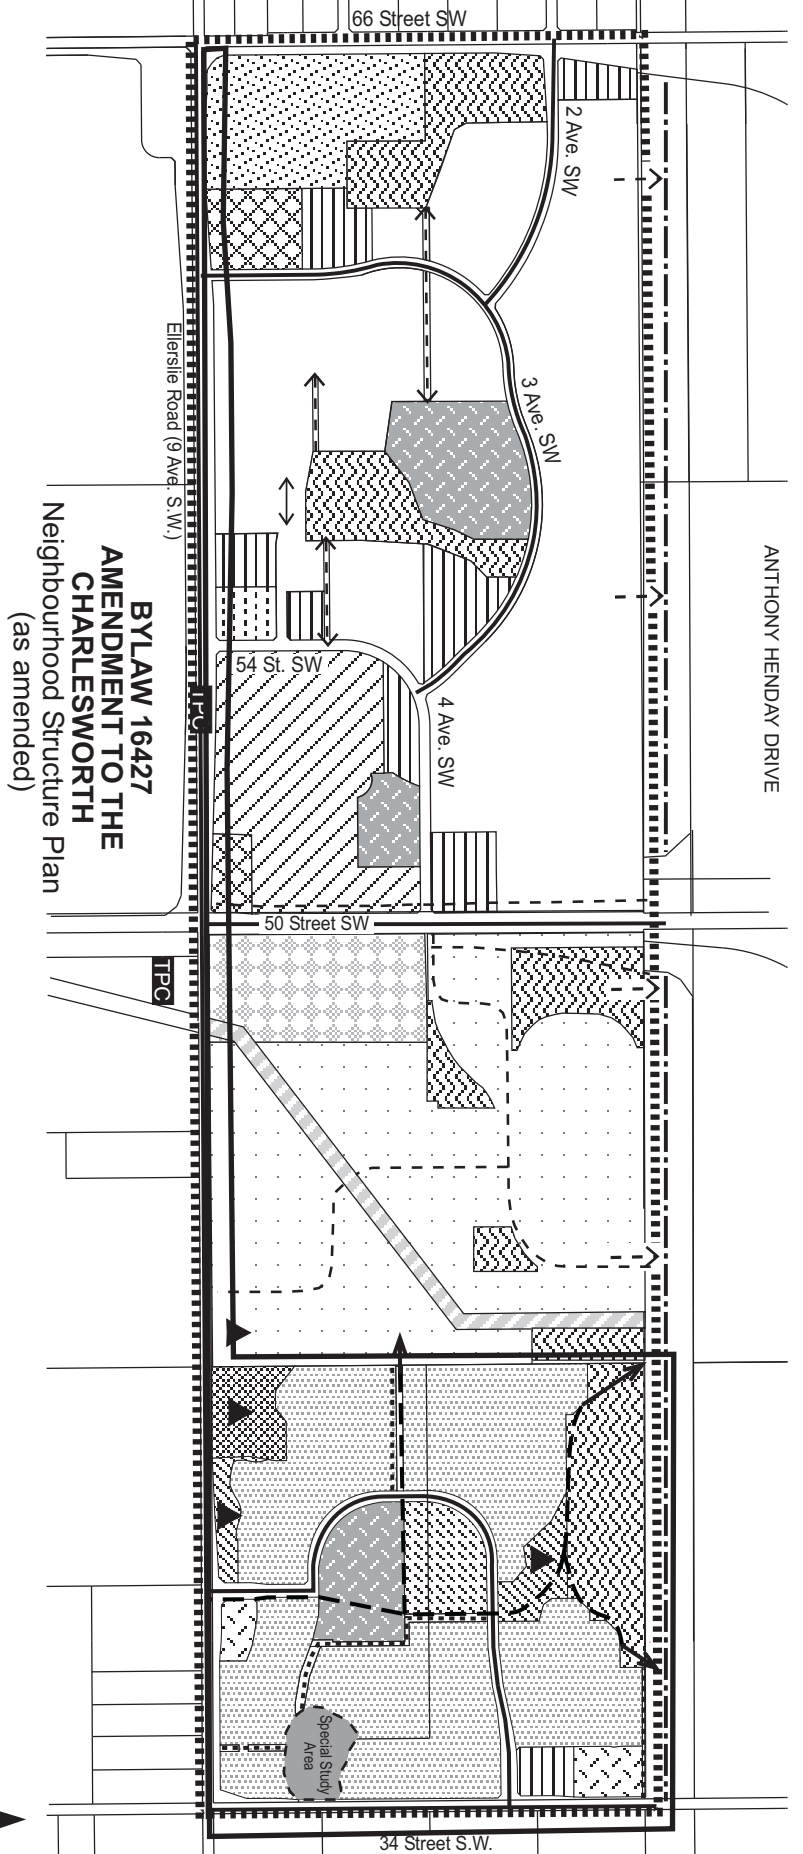 66 Street SW
2 Ave. SW
3 Ave. SW
Ellerslie Road (9 Ave. S.W.)
ANTHONY HENDAY DRIVE
BYLAW 16427
AMENDMENT TO THE
CHARLESWORTH
Neighbourhood Structure Plan
(as amended)
54 St. SW
TPC
4 Ave. SW
50 Street SW
TPC
Special Study
Area
34 Street S.W.